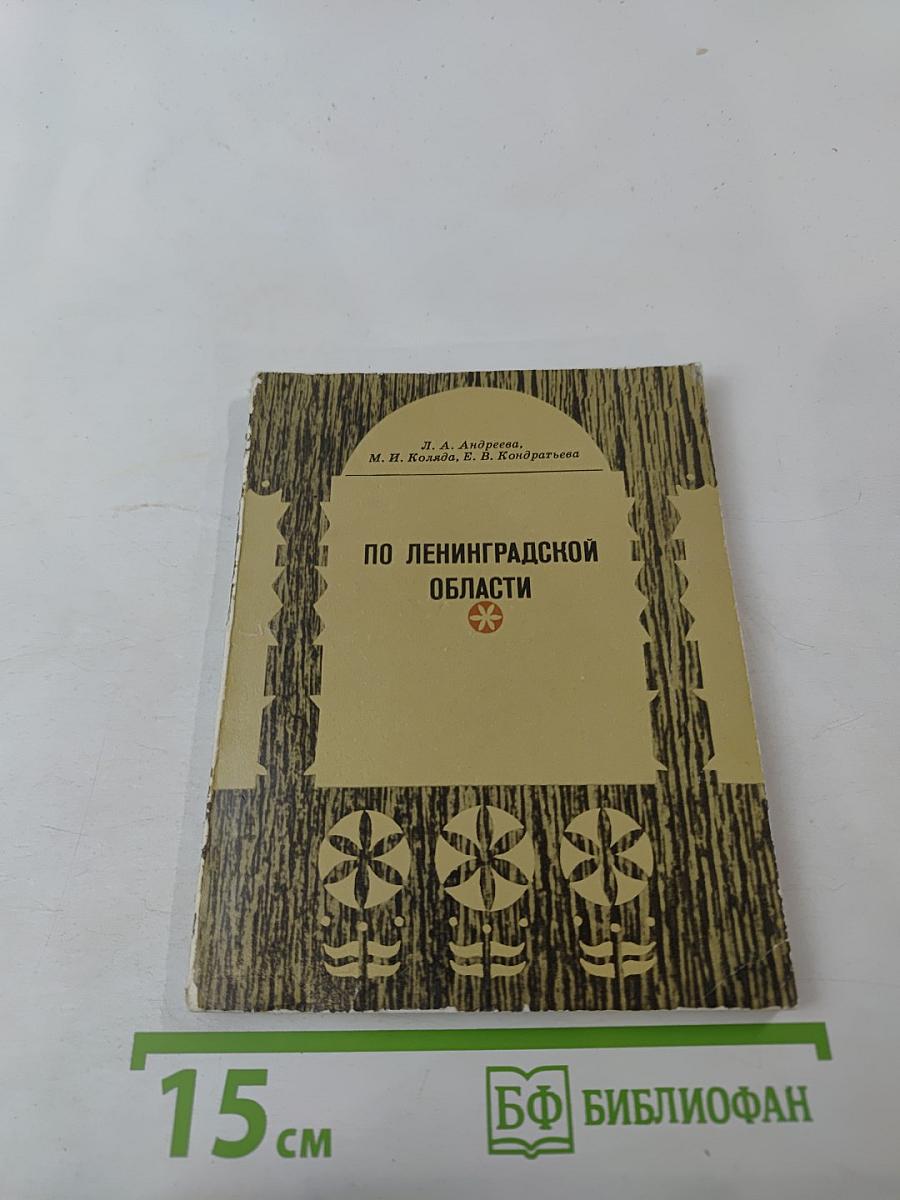 Л. А. Андреева,
М. И. Коляда, Е. В. Кондратьева
ПО ЛЕНИНГРАДСКОЙ
ОБЛАСТИ
15 см
БФ БИБЛИОФАН